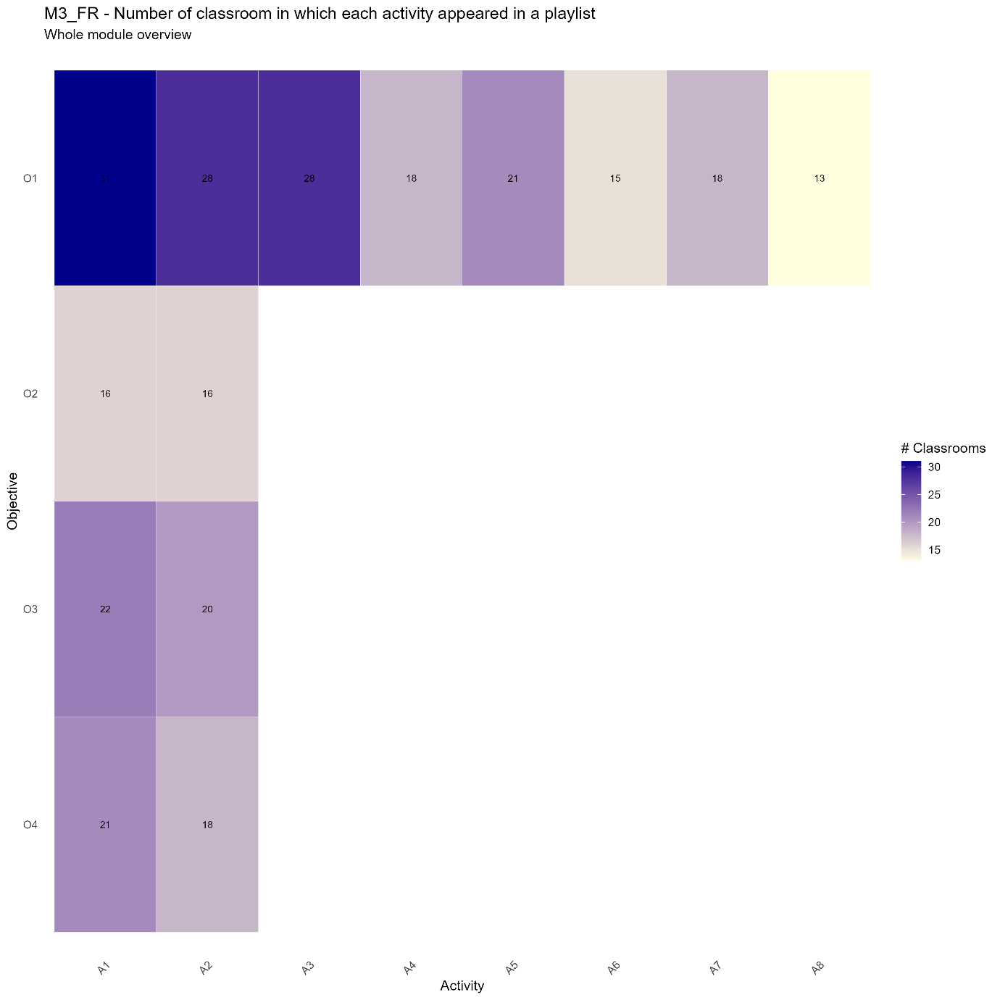 M3_FR - Number of classroom in which each activity appeared in a playlist
Whole module overview
O1
31 28 28 18 21 15 18 13
O2
16 16
# Classrooms
30
25
20
15
Objective
O3
22 20
O4
21 18
A1 A2 A3 A4 A5 A6 A7 A8
Activity